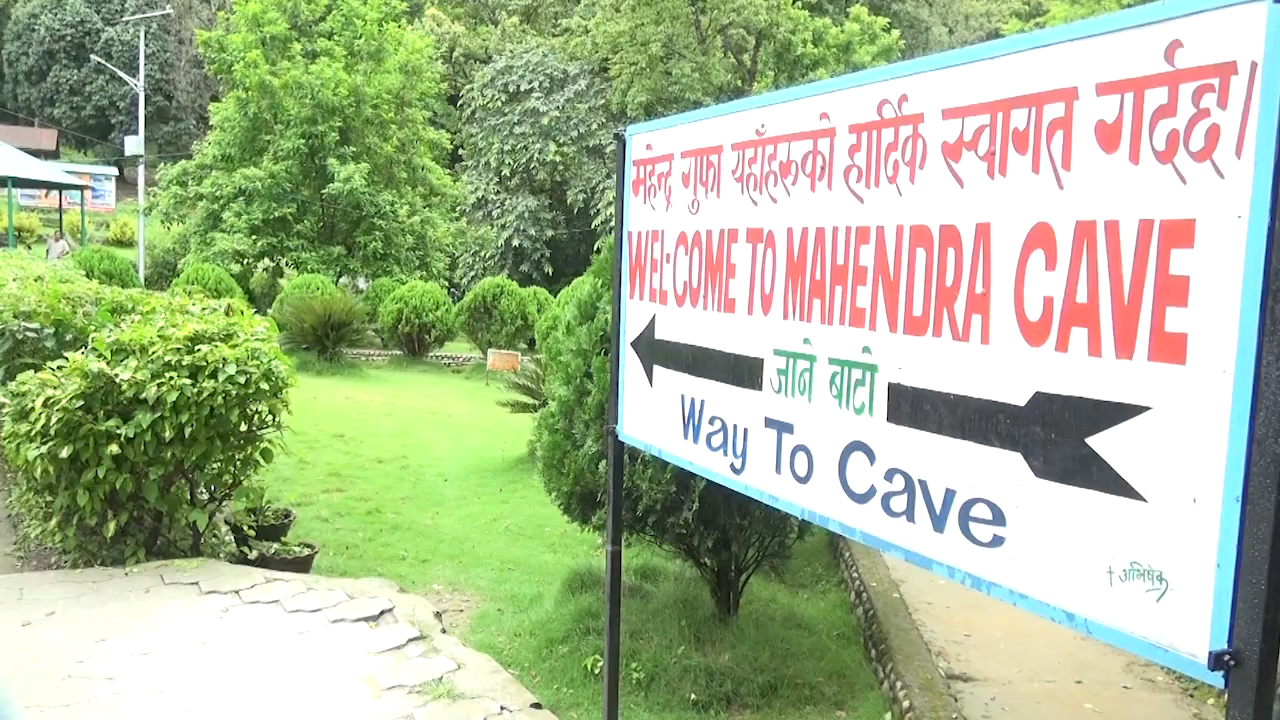 महेन्द्र गुफा यहाँहरुको हार्दिक स्वागत गर्दछ।
WEL·COME TO MAHENDRA CAVE
जाने बाटो
Way To Cave
अभिषेक